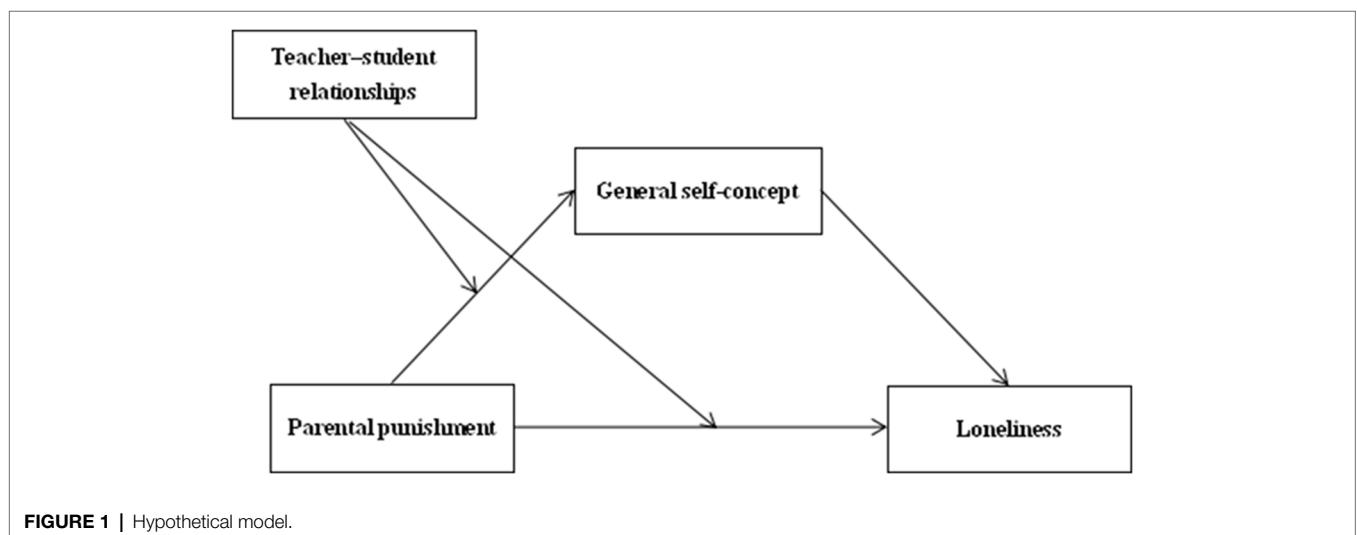 Teacher–student
relationships
General self-concept
Parental punishment
Loneliness
FIGURE 1 | Hypothetical model.